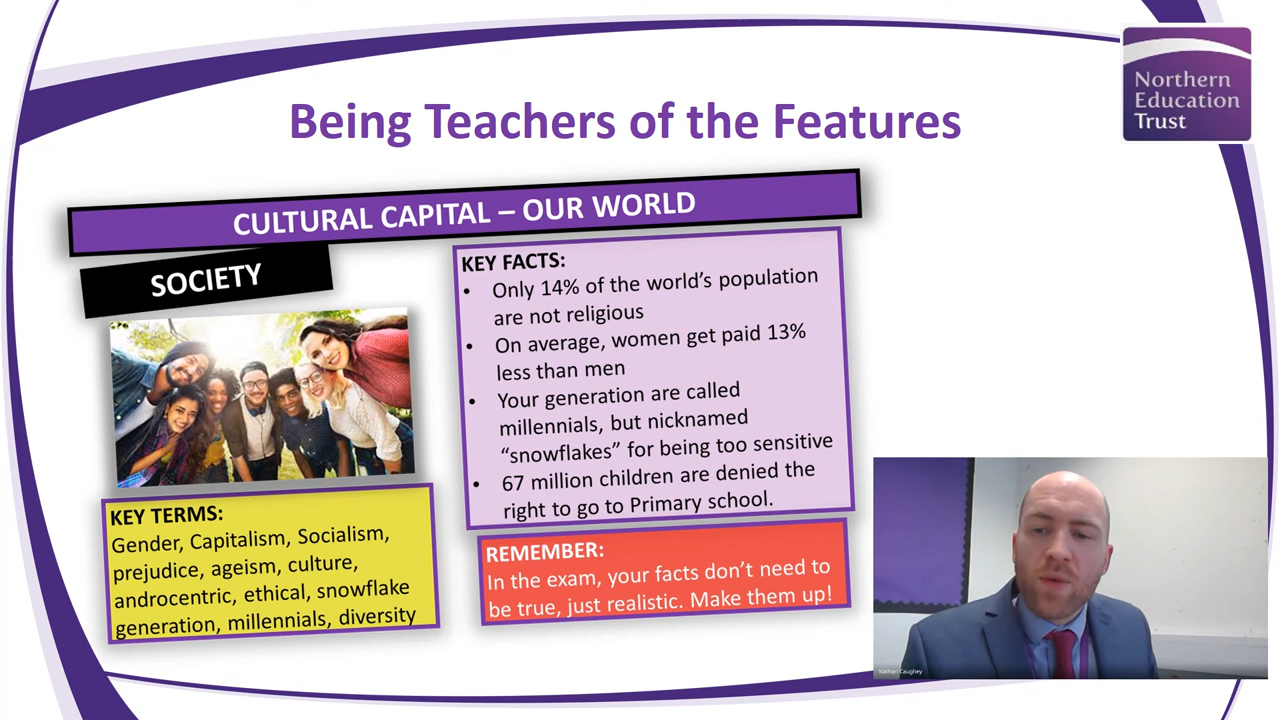 Being Teachers of the Features
Northern
Education
Trust
CULTURAL CAPITAL – OUR WORLD
SOCIETY
KEY TERMS:
Gender, Capitalism, Socialism,
prejudice, ageism, culture,
androcentric, ethical, snowflake
generation, millennials, diversity
KEY FACTS:
• Only 14% of the world's population
are not religious
• On average, women get paid 13%
less than men
• Your generation are called
millennials, but nicknamed
“snowflakes” for being too sensitive
• 67 million children are denied the
right to go to Primary school.
REMEMBER:
In the exam, your facts don't need to
be true, just realistic. Make them up!
Nathan Caughey